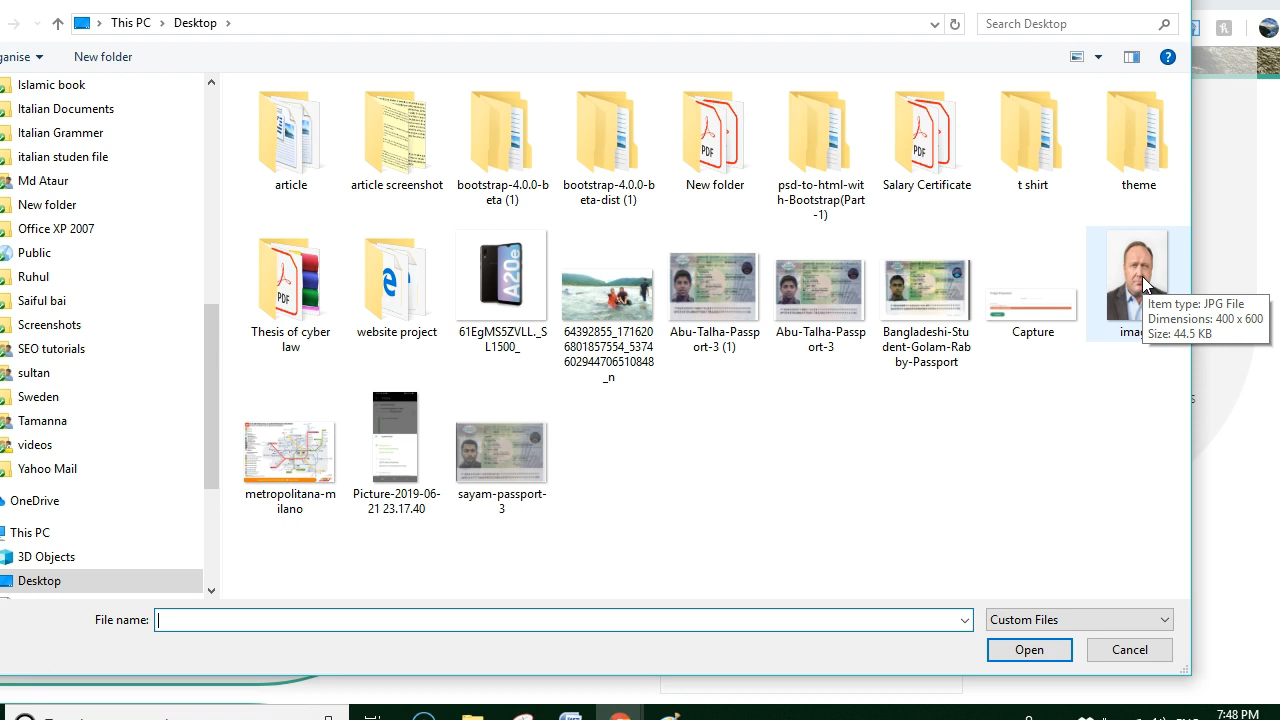 This PC
Desktop
Search Desktop
ganise
New folder
Islamic book
Italian Documents
Italian Grammer
italian studen file
Md Ataur
New folder
Office XP 2007
Public
Ruhul
Saiful bai
Screenshots
SEO tutorials
sultan
Sweden
Tamanna
videos
Yahoo Mail
OneDrive
This PC
3D Objects
Desktop
PDF
article
article screenshot
bootstrap-4.0.0-b
eta (1)
bootstrap-4.0.0-b
eta-dist (1)
PDF
New folder
psd-to-html-wit
h-Bootstrap(Part
-1)
PDF
Salary Certificate
t shirt
theme
Thesis of cyber
law
website project
A20e
61EgMS5ZVLL._S
L1500_
64392855_171620
6801857554_5374
602944706510848
_n
Abu-Talha-Passp
ort-3 (1)
Abu-Talha-Passp
ort-3
Bangladeshi-Stu
dent-Golam-Rab
by-Passport
Capture
imag
Item type: JPG File
Dimensions: 400 x 600
Size: 44.5 KB
metropolitana-m
ilano
Picture-2019-06-
21 23.17.40
sayam-passport-
3
File name:
Custom Files
Open
Cancel
7:48 PM